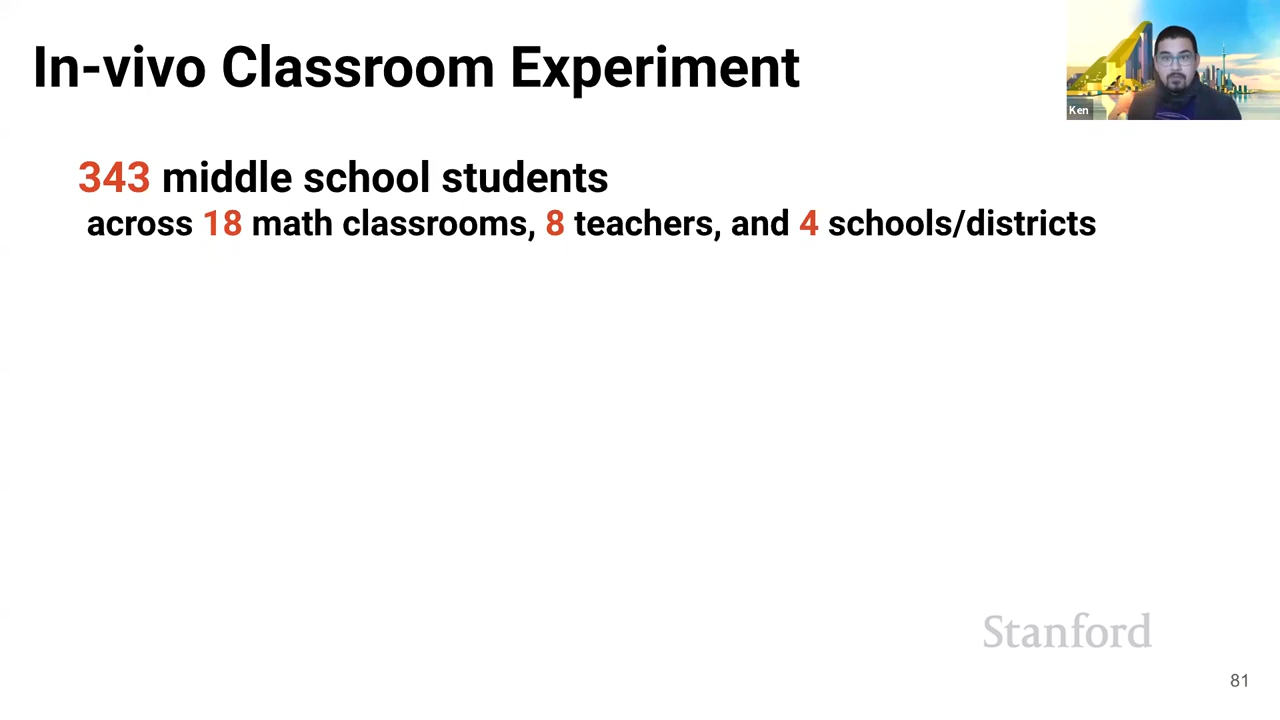 In-vivo Classroom Experiment
Ken
343 middle school students
across 18 math classrooms, 8 teachers, and 4 schools/districts
Stanford
81